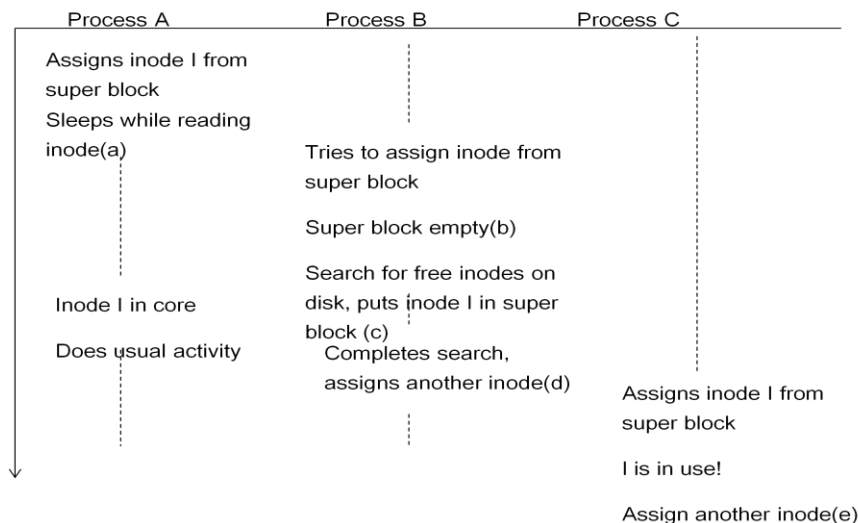 Process A
Process B
Process C
Assigns inode I from
super block
Sleeps while reading
inode(a)
Tries to assign inode from
super block
Super block empty(b)
Search for free inodes on
disk, puts inode I in super
block (c)
Inode I in core
Does usual activity
Completes search,
assigns another inode(d)
Assigns inode I from
super block
I is in use!
Assign another inode(e)